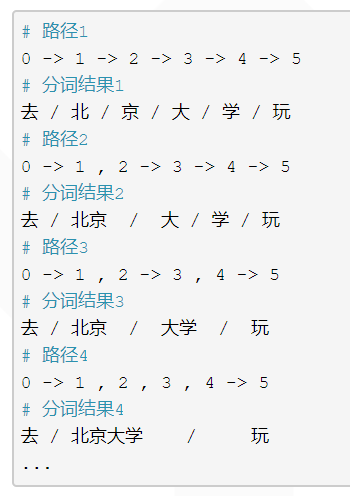 # 路径1
0 -> 1 -> 2 -> 3 -> 4 -> 5
# 分词结果1
去 / 北 / 京 / 大 / 学 / 玩
# 路径2
0 -> 1 , 2 -> 3 -> 4 -> 5
# 分词结果2
去 / 北京  /  大 / 学 / 玩
# 路径3
0 -> 1 , 2 -> 3 , 4 -> 5
# 分词结果3
去 / 北京  /  大学  /  玩
# 路径4
0 -> 1 , 2 , 3 , 4 -> 5
# 分词结果4
去 / 北京大学    /     玩
...